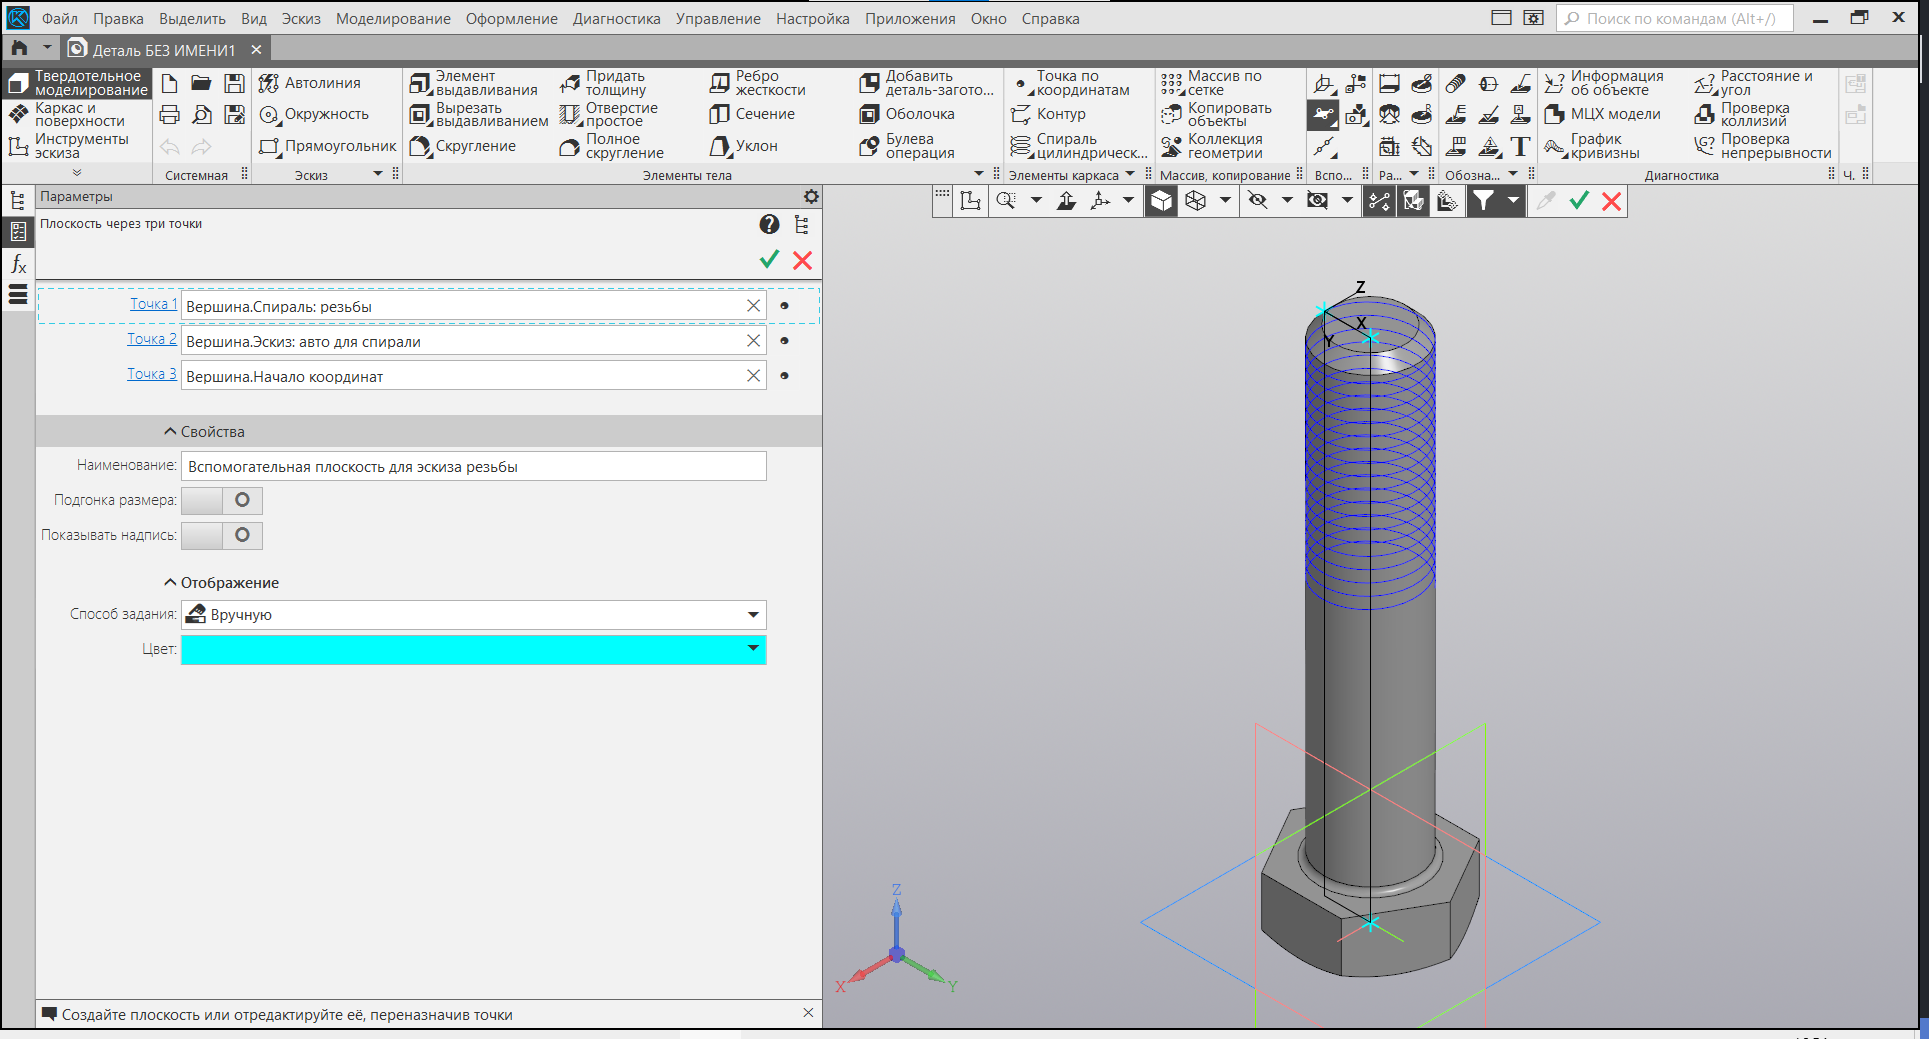 Файл Правка Выделить Вид Эскиз Моделирование Оформление Диагностика Управление Настройка Приложения Окно Справка
Поиск по командам (Alt+/)
Деталь БЕЗ ИМЕНИ1
Твердотельное моделирование
Каркас и поверхности
Инструменты эскиза
Системная
Автолиния
Окружность
Прямоугольник
Эскиз
Элемент выдавливания
Вырезать выдавливанием
Скругление
Придать толщину
Отверстие простое
Полное скругление
Ребро жесткости
Сечение
Уклон
Добавить деталь-загото...
Оболочка
Булева операция
Элементы тела
Точка по координатам
Контур
Спираль цилиндрическ...
Элементы каркаса
Массив по сетке
Копировать объекты
Коллекция геометрии
Массив, копирование
Вспо...
Ра...
Обозна...
Информация об объекте
МЦХ модели
График кривизны
Расстояние и угол
Проверка коллизий
Проверка непрерывности
Диагностика
Ч.
Параметры
Плоскость через три точки
Точка 1 Вершина.Спираль: резьбы
Точка 2 Вершина.Эскиз: авто для спирали
Точка 3 Вершина.Начало координат
Свойства
Наименование: Вспомогательная плоскость для эскиза резьбы
Подгонка размера:
Показывать надпись:
Отображение
Способ задания: Вручную
Цвет:
Создайте плоскость или отредактируйте её, переназначив точки
Z
X
Y
Z
X
Y